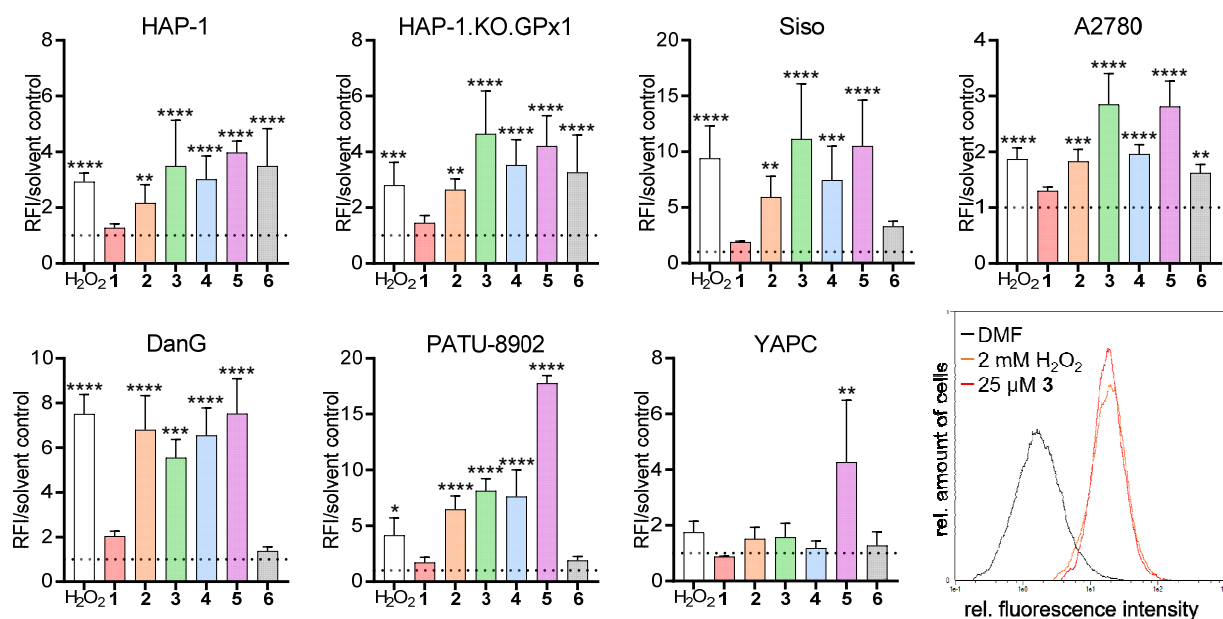 HAP-1
HAP-1.KO.GPx1
Siso
A2780
RFI/solvent control
8
6
4
2
0
**** ** **** **** **** ****
H₂O₂ 1 2 3 4 5 6
RFI/solvent control
8
6
4
2
0
*** ** **** **** **** ****
H₂O₂ 1 2 3 4 5 6
RFI/solvent control
20
15
10
5
0
**** ** **** *** ****
H₂O₂ 1 2 3 4 5 6
RFI/solvent control
4
3
2
1
0
**** *** **** **** **** **
H₂O₂ 1 2 3 4 5 6
DanG
PATU-8902
YAPC
RFI/solvent control
10
8
6
4
2
0
**** **** *** **** ****
H₂O₂ 1 2 3 4 5 6
RFI/solvent control
20
15
10
5
0
* **** **** **** ****
H₂O₂ 1 2 3 4 5 6
RFI/solvent control
8
6
4
2
0
**
H₂O₂ 1 2 3 4 5 6
rel. amount of cells
DMF
2 mM H₂O₂
25 µM 3
1e-1 1e0 1e1 1e2
rel. fluorescence intensity